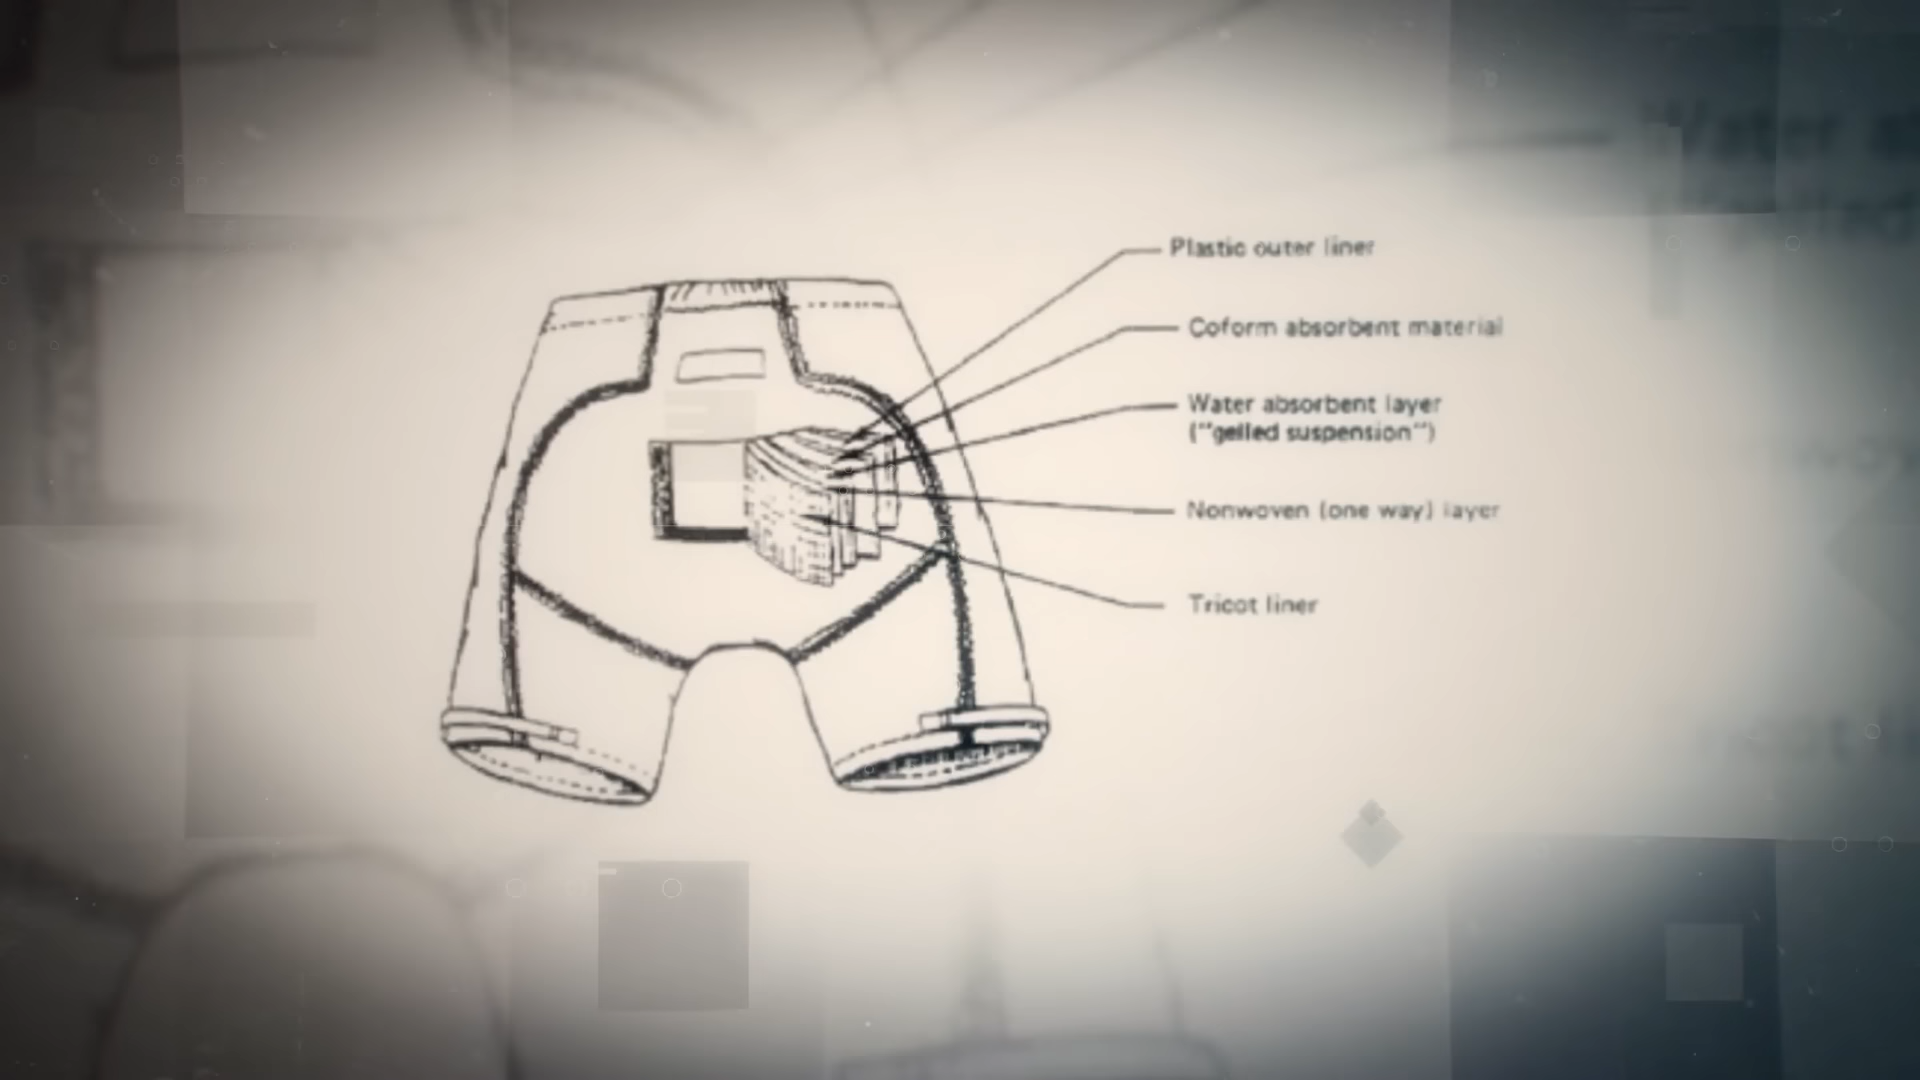 Plastic outer liner
Coform absorbent material
Water absorbent layer
("gelled suspension")
Nonwoven (one way) layer
Tricot liner